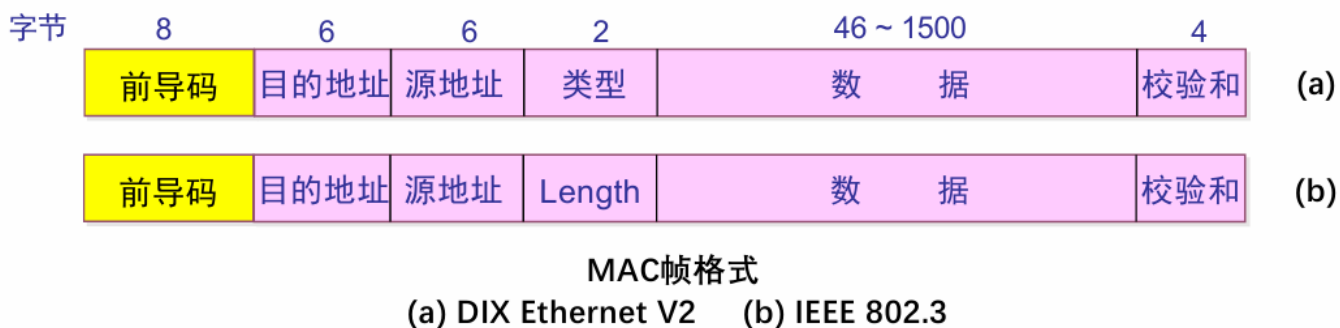 字节 8 6 6 2 46 ~ 1500 4
前导码 目的地址 源地址 类型 数 据 校验和 (a)
前导码 目的地址 源地址 Length 数 据 校验和 (b)
MAC帧格式
(a) DIX Ethernet V2 (b) IEEE 802.3